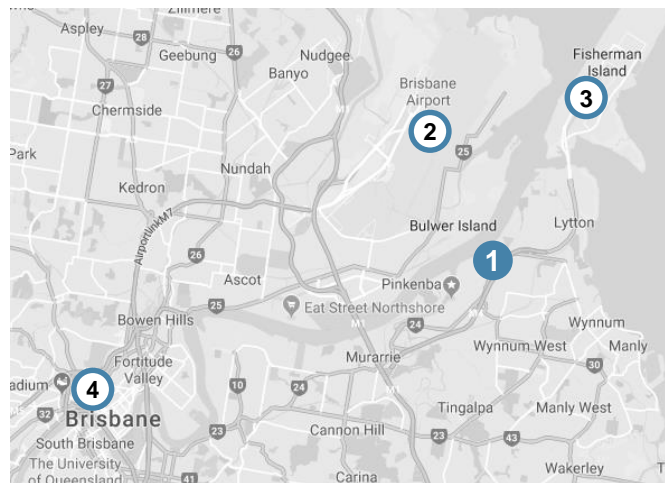 Zillmere
Aspley
28
26
Geebung
Nudgee
Banyo
Fisherman
Island
27
Chermside
Brisbane
Airport
3
2
Park
25
Nundah
Kedron
AirportlinkM7
Bulwer Island
Lytton
26
1
Ascot
Pinkenba
25
Eat Street Northshore
Bowen Hills
M1
24
Wynnum
Murarrie
Wynnum West
Manly
Fortitude
Valley
30
adium
4
10
24
32
Brisbane
Tingalpa
Manly West
23
Cannon Hill
23
43
South Brisbane
The University
of Queensland
41
Carina
Wakerley
T